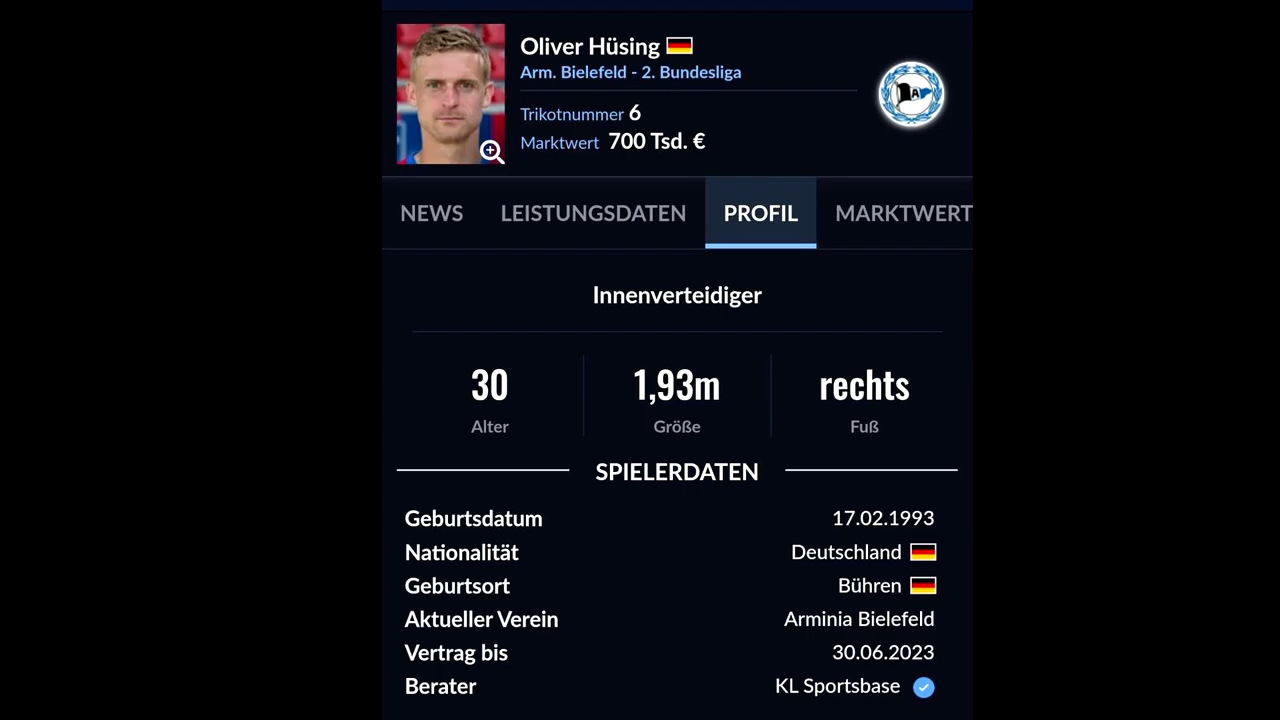 Oliver Hüsing
Arm. Bielefeld - 2. Bundesliga
Trikotnummer 6
Marktwert 700 Tsd. €
A
NEWS LEISTUNGSDATEN PROFIL MARKTWERT
Innenverteidiger
30 1,93m rechts
Alter Größe Fuß
SPIELERDATEN
Geburtsdatum 17.02.1993
Nationalität Deutschland
Geburtsort Bühren
Aktueller Verein Arminia Bielefeld
Vertrag bis 30.06.2023
Berater KL Sportsbase